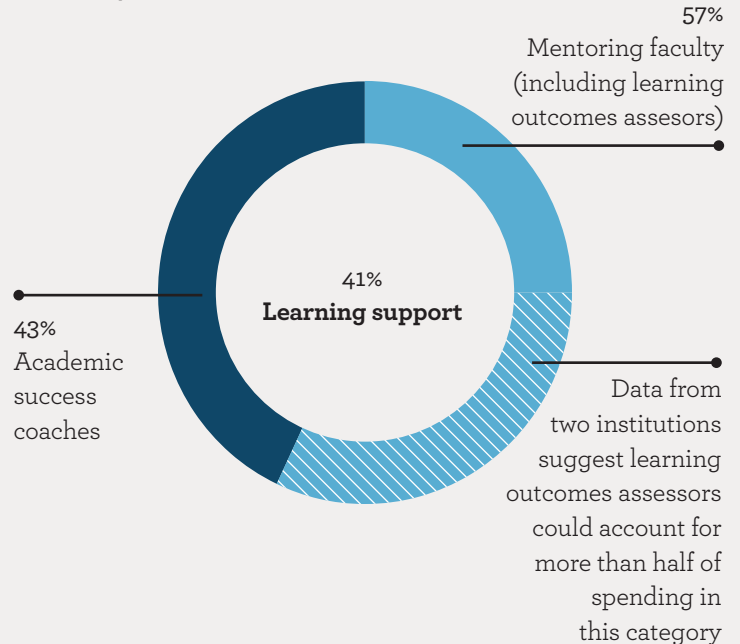 57%
Mentoring faculty
(including learning
outcomes assesors)
41%
Learning support
43%
Academic
success
coaches
Data from
two institutions
suggest learning
outcomes assessors
could account for
more than half of
spending in
this category